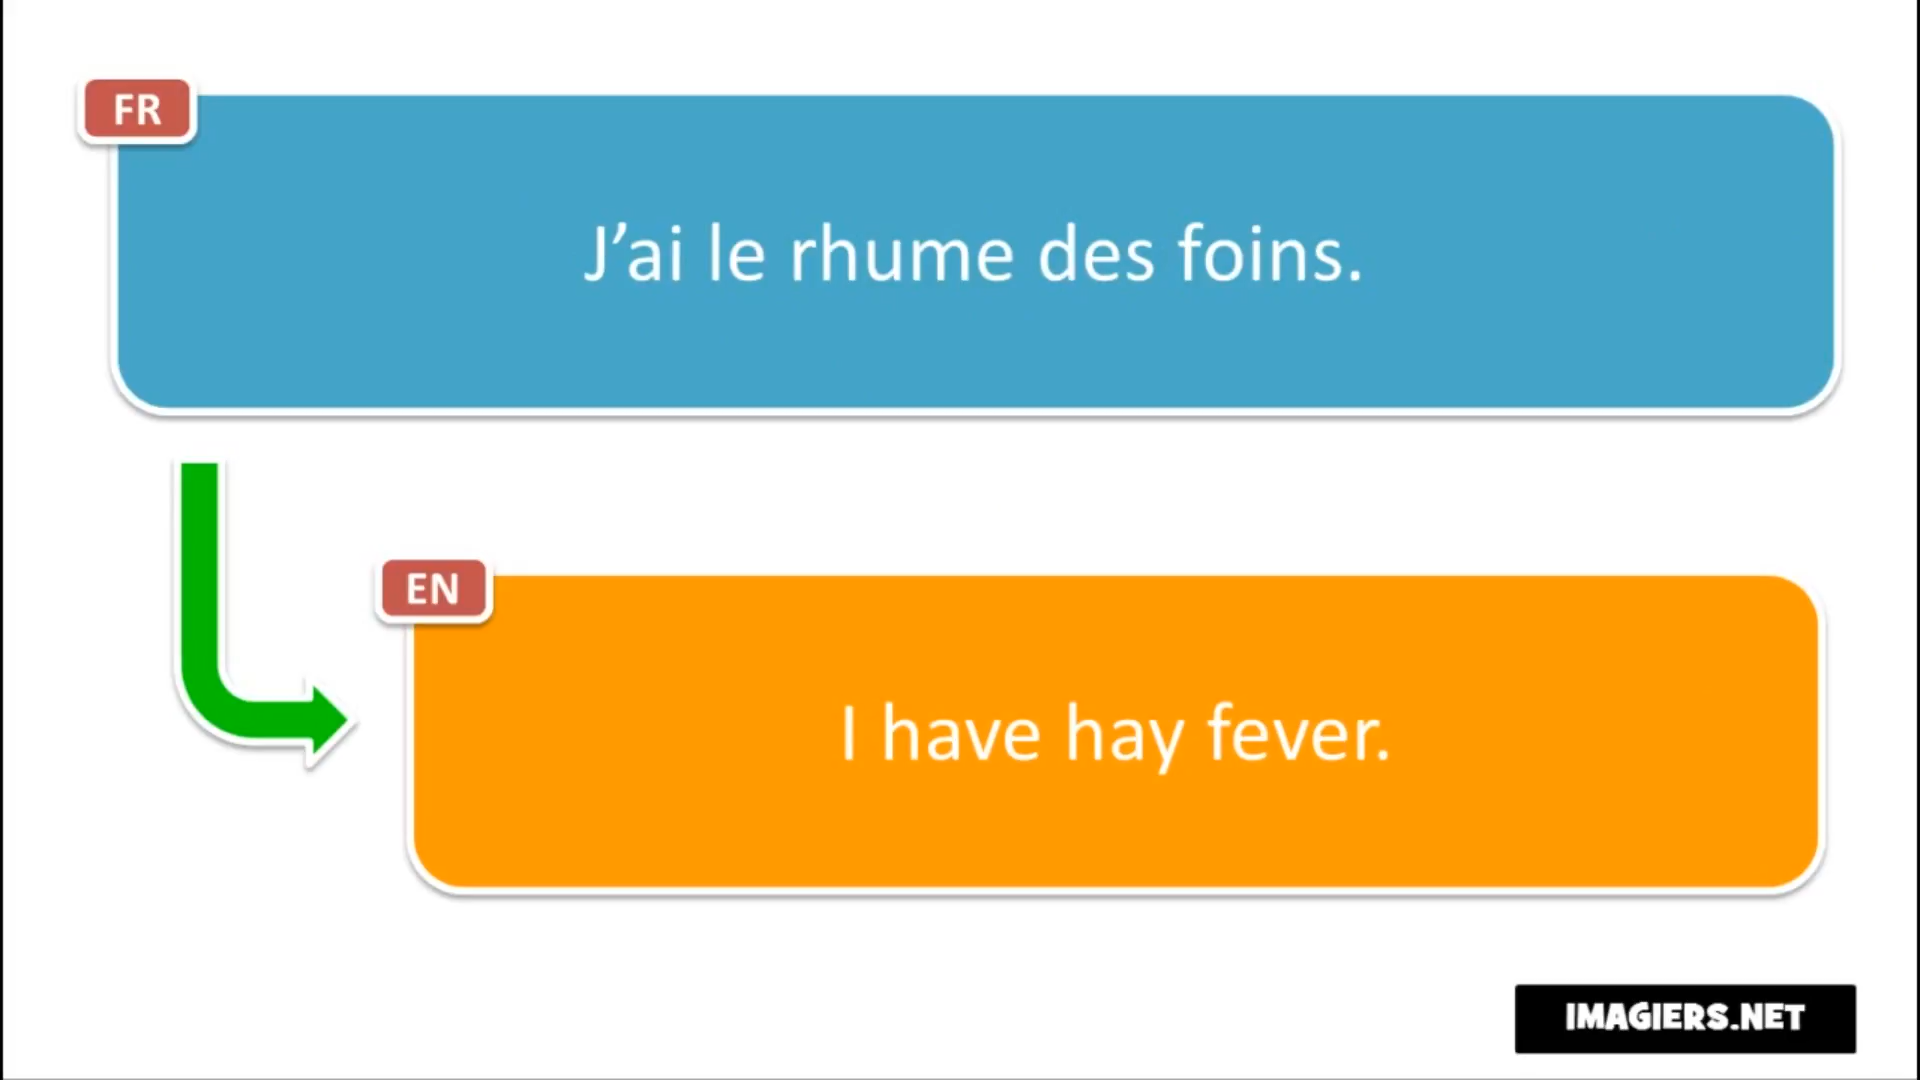 FR
J’ai le rhume des foins.
EN
I have hay fever.
IMAGIERS.NET